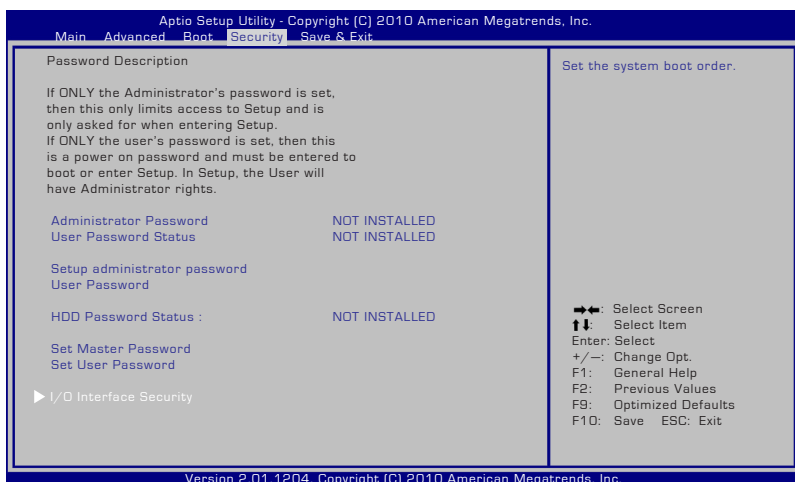 Aptio Setup Utility - Copyright (C) 2010 American Megatrends, Inc.
Main Advanced Boot Security Save & Exit
Password Description
If ONLY the Administrator's password is set,
then this only limits access to Setup and is
only asked for when entering Setup.
If ONLY the user's password is set, then this
is a power on password and must be entered to
boot or enter Setup. In Setup, the User will
have Administrator rights.
Administrator Password NOT INSTALLED
User Password Status NOT INSTALLED
Setup administrator password
User Password
HDD Password Status : NOT INSTALLED
Set Master Password
Set User Password
I/O Interface Security
Set the system boot order.
→←: Select Screen
↑↓: Select Item
Enter: Select
+/—: Change Opt.
F1: General Help
F2: Previous Values
F9: Optimized Defaults
F10: Save ESC: Exit
Version 2.01.1204. Copyright (C) 2010 American Megatrends, Inc.